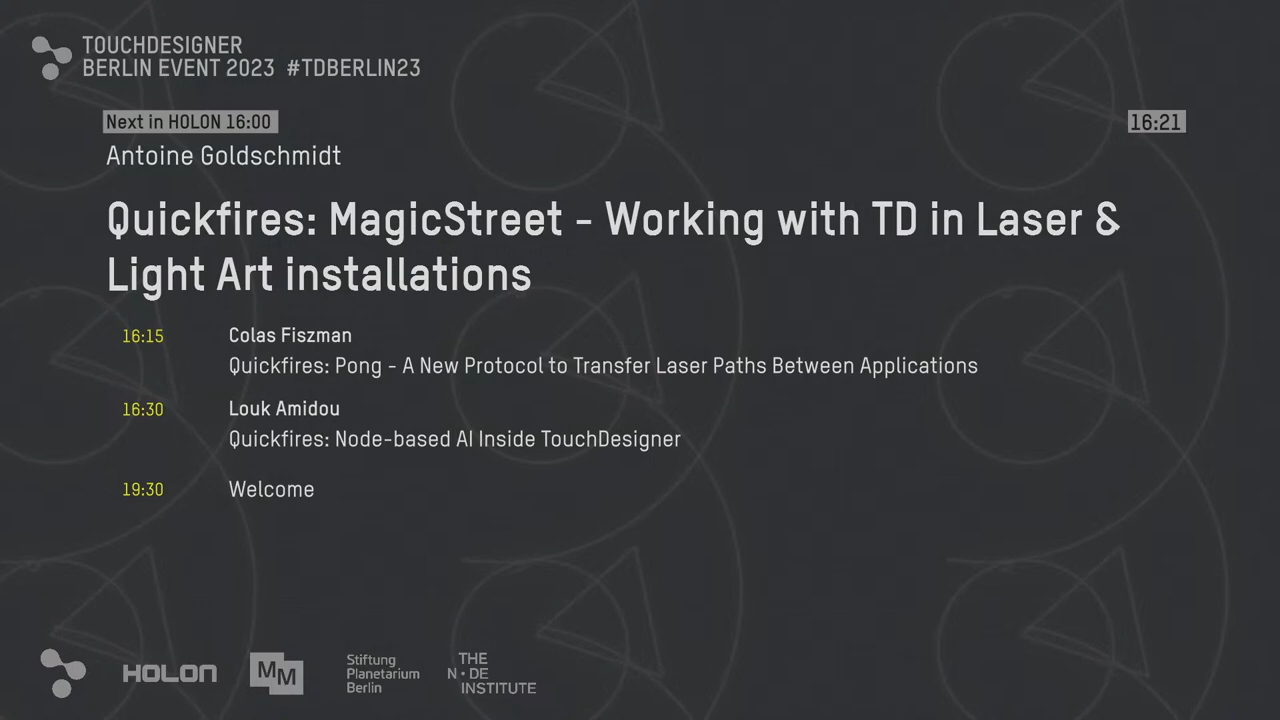 TOUCHDESIGNER
BERLIN EVENT 2023 #TDBERLIN23
Next in HOLON 16:00
16:21
Antoine Goldschmidt
Quickfires: MagicStreet - Working with TD in Laser &
Light Art installations
16:15 Colas Fiszman
Quickfires: Pong - A New Protocol to Transfer Laser Paths Between Applications
16:30 Louk Amidou
Quickfires: Node-based AI Inside TouchDesigner
19:30 Welcome
HOLON
MM
Stiftung
Planetarium
Berlin
THE
N•DE
INSTITUTE